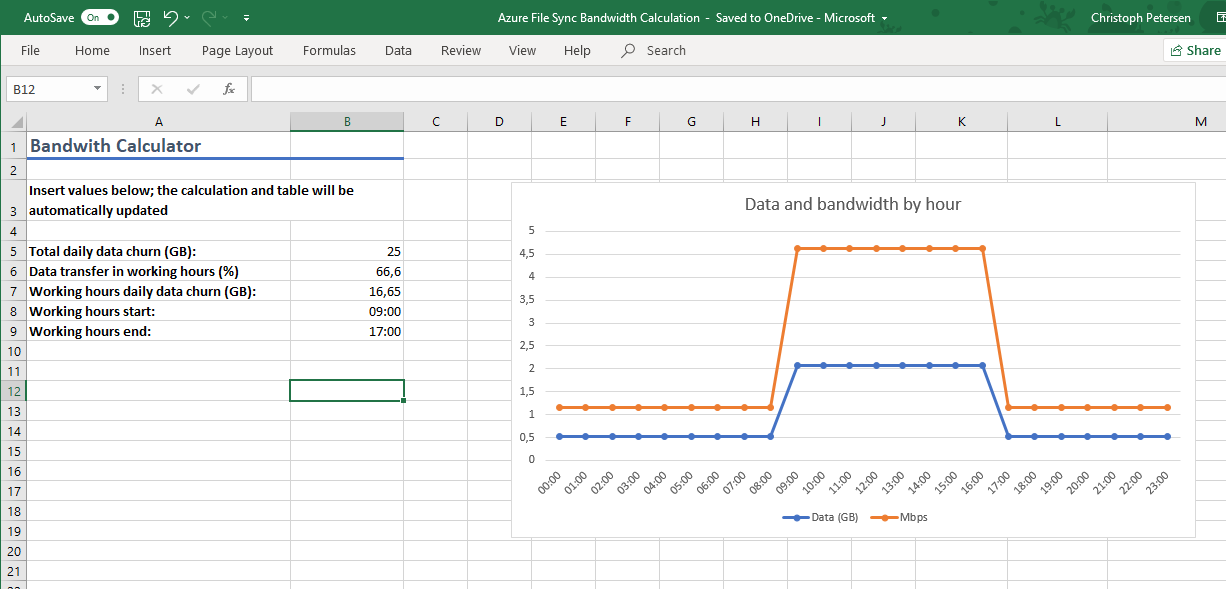 AutoSave On Azure File Sync Bandwidth Calculation - Saved to OneDrive - Microsoft Christoph Petersen
File Home Insert Page Layout Formulas Data Review View Help Search Share
B12 fx
A B C D E F G H I J K L M
1 Bandwith Calculator
2
3 Insert values below; the calculation and table will be
automatically updated
4
5 Total daily data churn (GB): 25
6 Data transfer in working hours (%) 66,6
7 Working hours daily data churn (GB): 16,65
8 Working hours start: 09:00
9 Working hours end: 17:00
10
11
12
13
14
15
16
17
18
19
20
21
Data and bandwidth by hour
5
4,5
4
3,5
3
2,5
2
1,5
1
0,5
0
00:00 01:00 02:00 03:00 04:00 05:00 06:00 07:00 08:00 09:00 10:00 11:00 12:00 13:00 14:00 15:00 16:00 17:00 18:00 19:00 20:00 21:00 22:00 23:00
Data (GB) Mbps